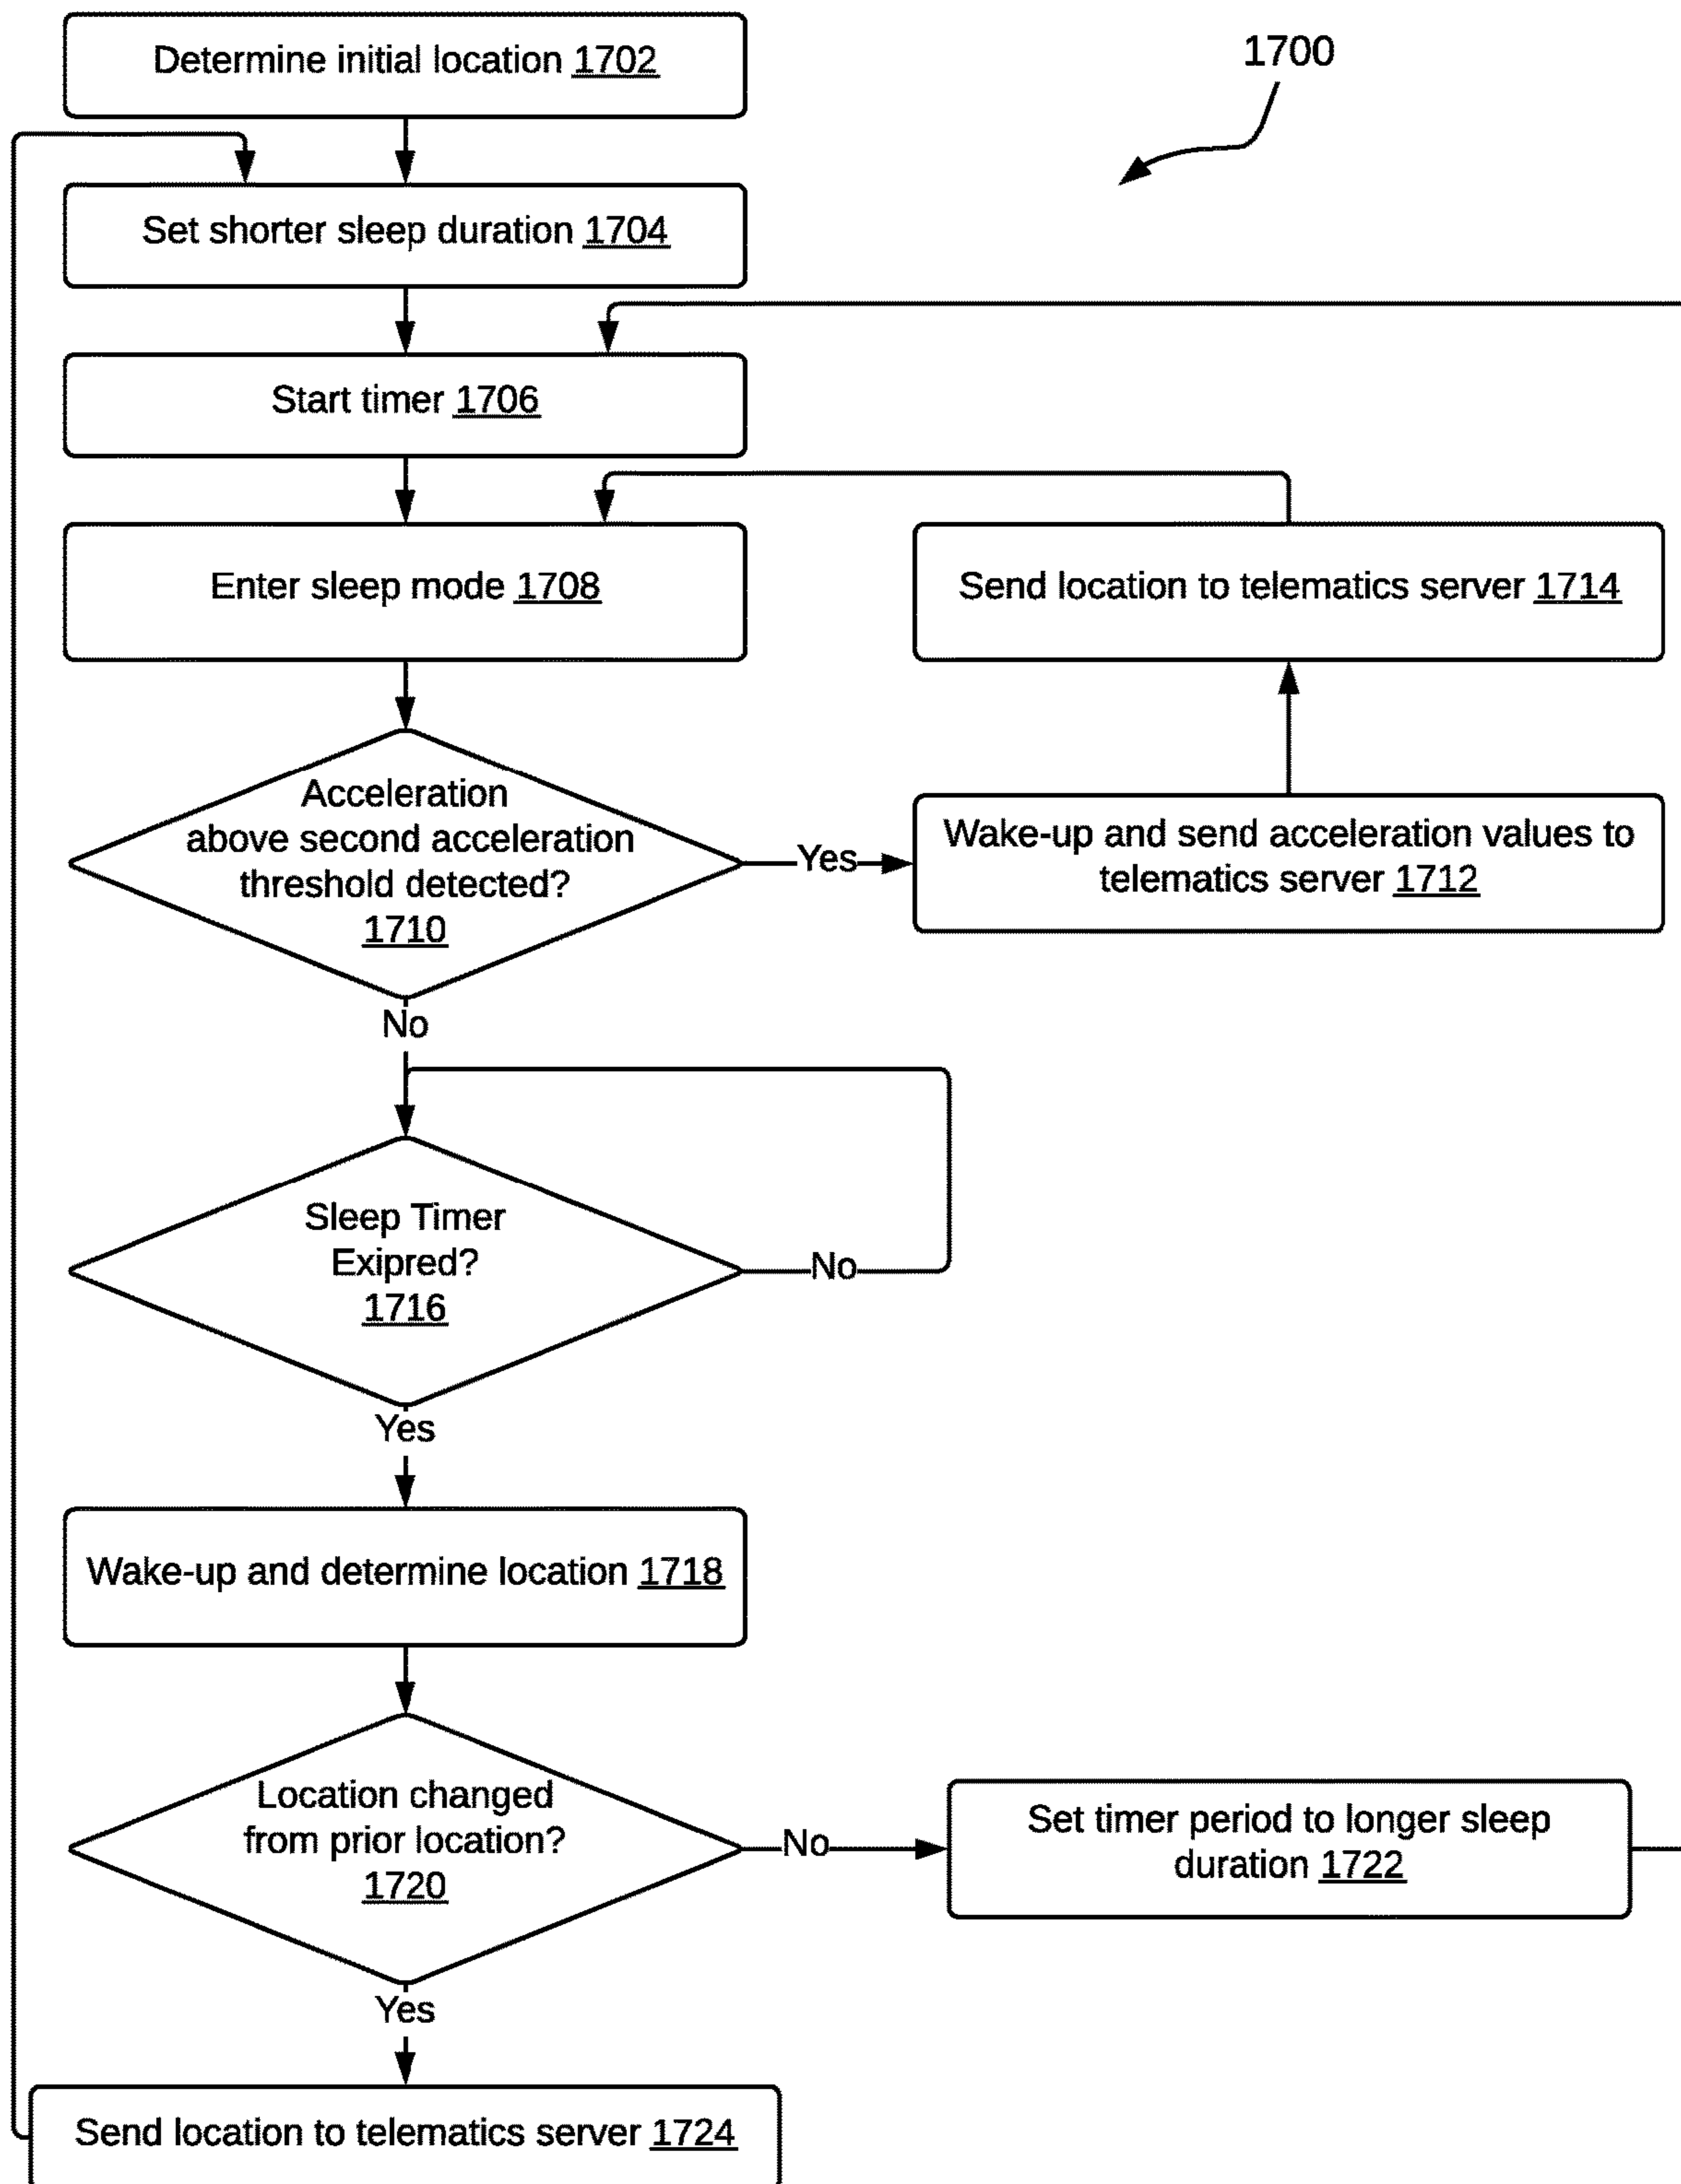 Determine initial location 1702
1700
Set shorter sleep duration 1704
Start timer 1706
Enter sleep mode 1708
Send location to telematics server 1714
Acceleration
above second acceleration
threshold detected?
1710
Yes
Wake-up and send acceleration values to
telematics server 1712
No
Sleep Timer
Exipred?
1716
No
Yes
Wake-up and determine location 1718
Location changed
from prior location?
1720
No
Set timer period to longer sleep
duration 1722
Yes
Send location to telematics server 1724